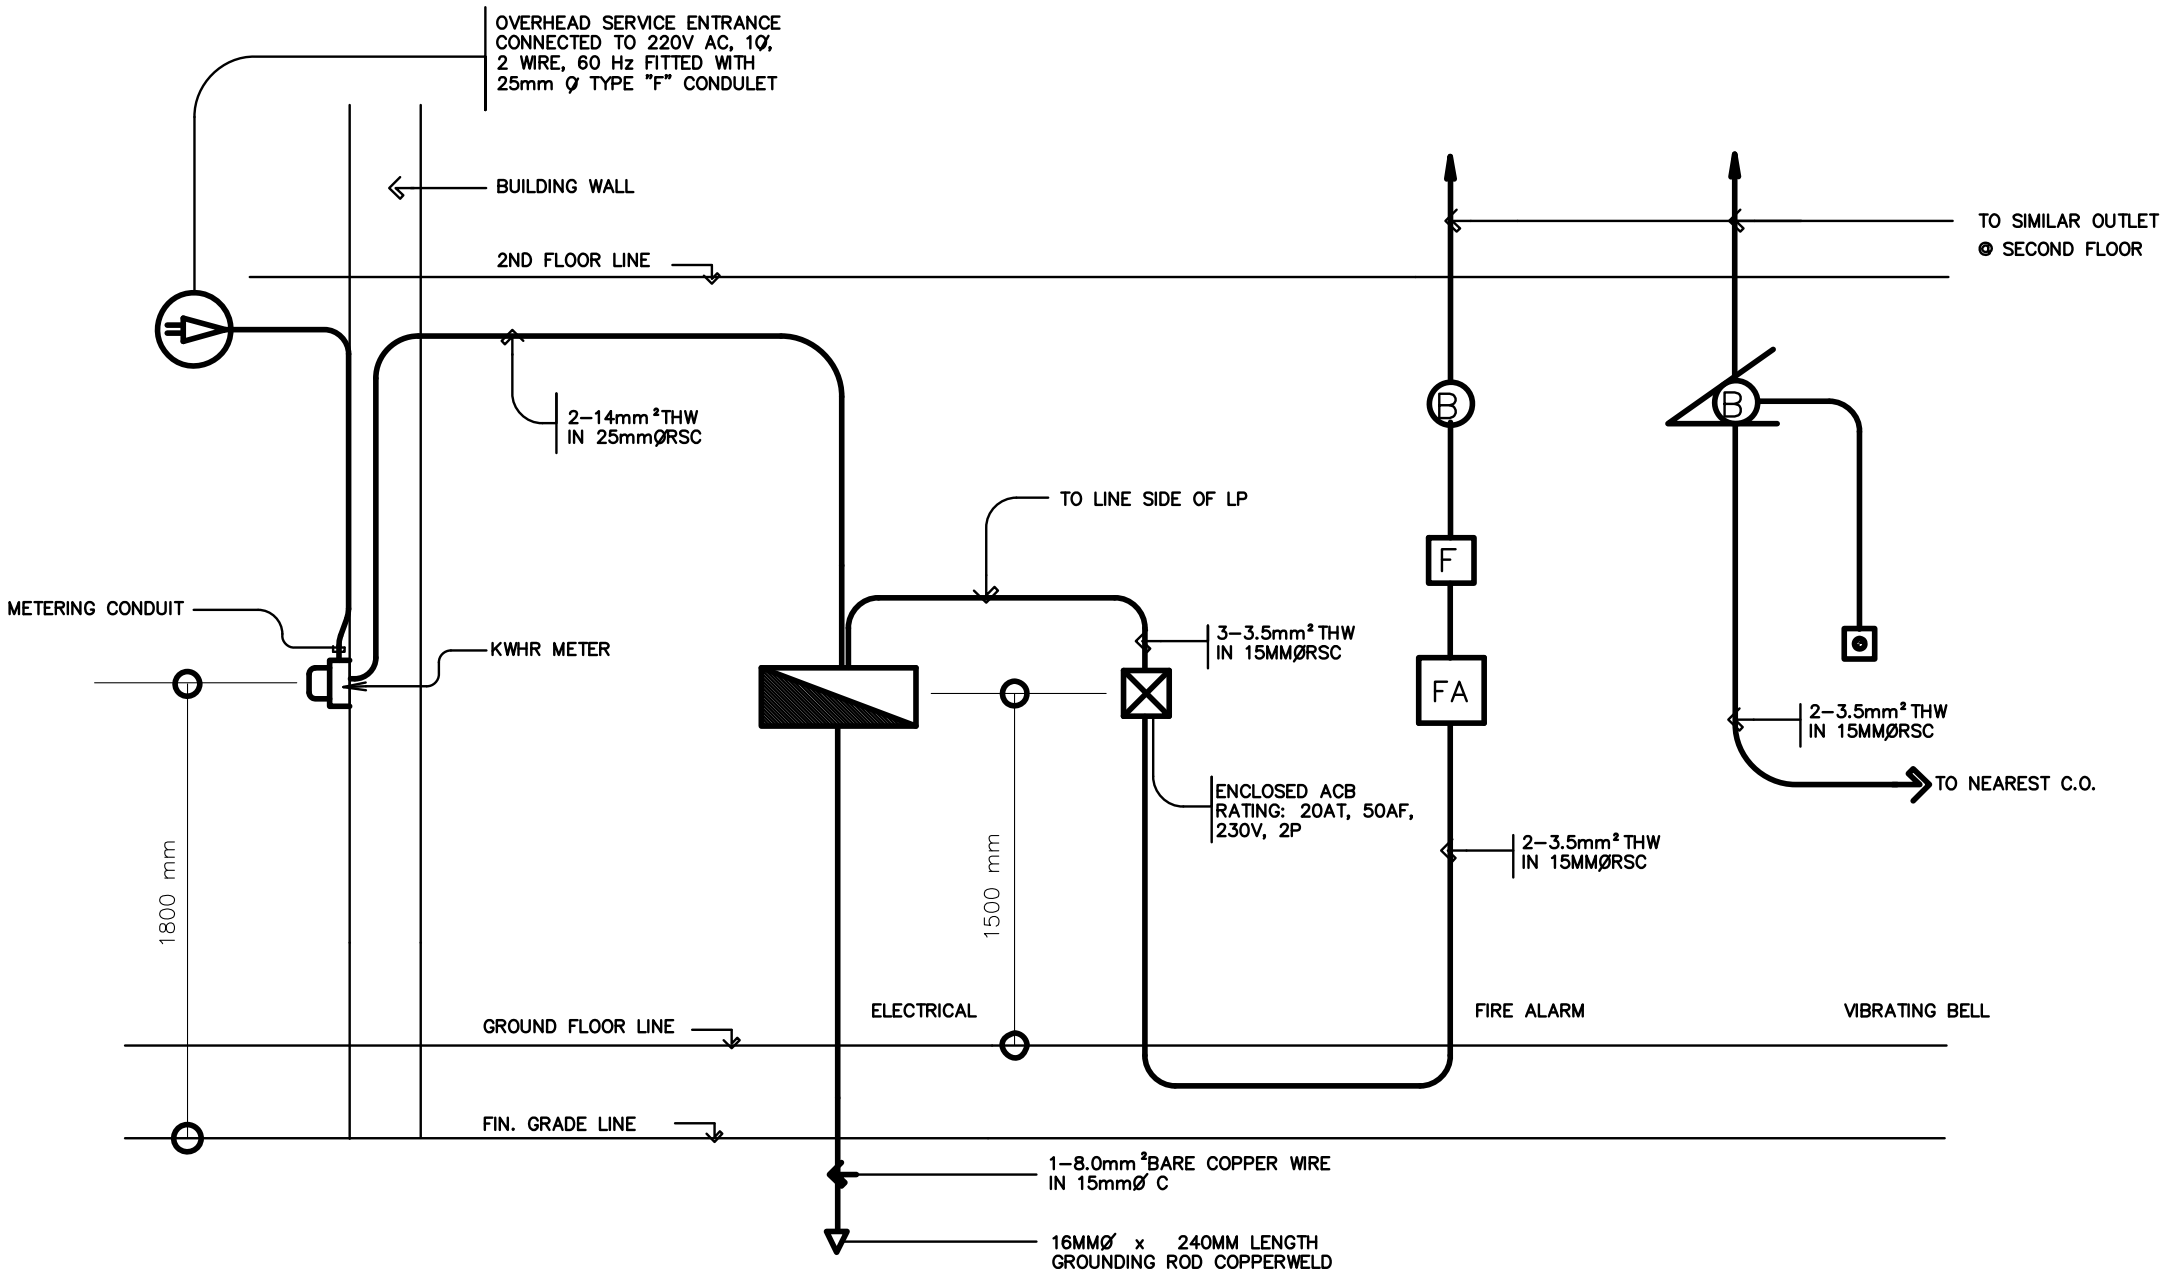 OVERHEAD SERVICE ENTRANCE
CONNECTED TO 220V AC, 1Ø,
2 WIRE, 60 Hz FITTED WITH
25mm Ø TYPE "F" CONDULET
BUILDING WALL
TO SIMILAR OUTLET
@ SECOND FLOOR
2ND FLOOR LINE
2-14mm² THW
IN 25mmØRSC
B
B
TO LINE SIDE OF LP
F
METERING CONDUIT
KWHR METER
3-3.5mm² THW
IN 15MMØRSC
FA
2-3.5mm² THW
IN 15MMØRSC
TO NEAREST C.O.
ENCLOSED ACB
RATING: 20AT, 50AF,
230V, 2P
2-3.5mm² THW
IN 15MMØRSC
1800 mm
1500 mm
ELECTRICAL
FIRE ALARM
VIBRATING BELL
GROUND FLOOR LINE
FIN. GRADE LINE
1-8.0mm² BARE COPPER WIRE
IN 15mmØ C
16MMØ x 240MM LENGTH
GROUNDING ROD COPPERWELD